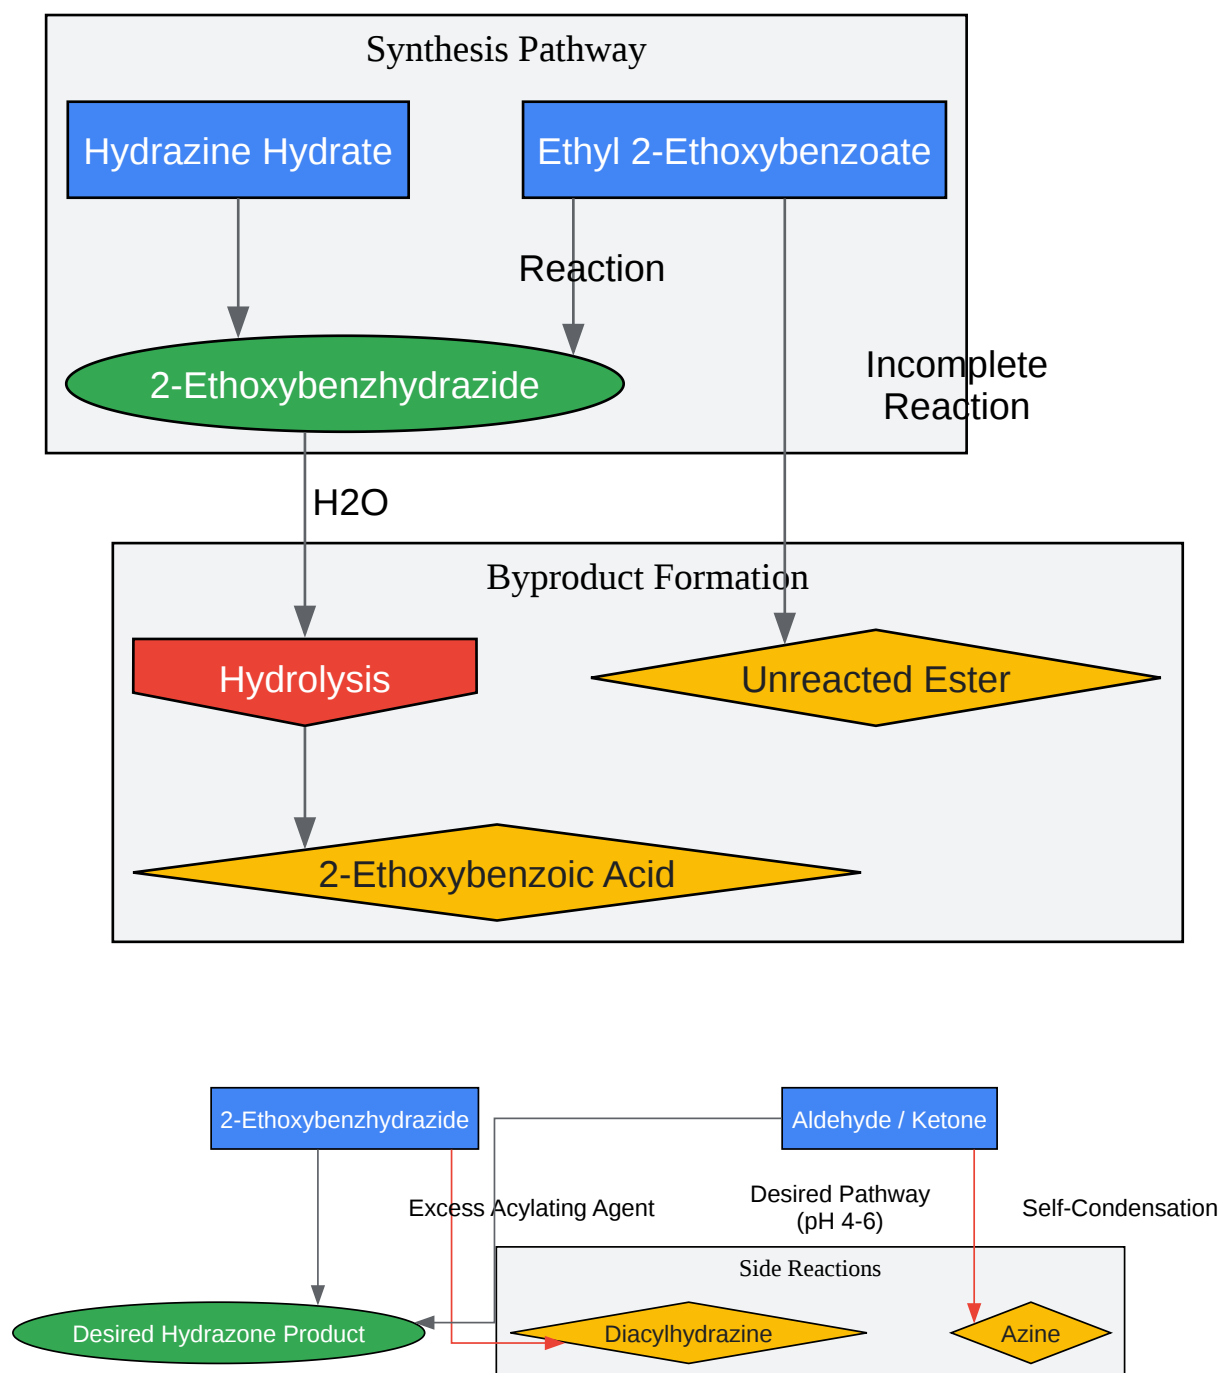 Synthesis Pathway
Hydrazine Hydrate
Ethyl 2-Ethoxybenzoate
Reaction
Incomplete
Reaction
2-Ethoxybenzhydrazide
H2O
Byproduct Formation
Hydrolysis
Unreacted Ester
2-Ethoxybenzoic Acid
2-Ethoxybenzhydrazide
Aldehyde / Ketone
Excess Acylating Agent
Desired Pathway
(pH 4-6)
Self-Condensation
Side Reactions
Desired Hydrazone Product
Diacylhydrazine
Azine